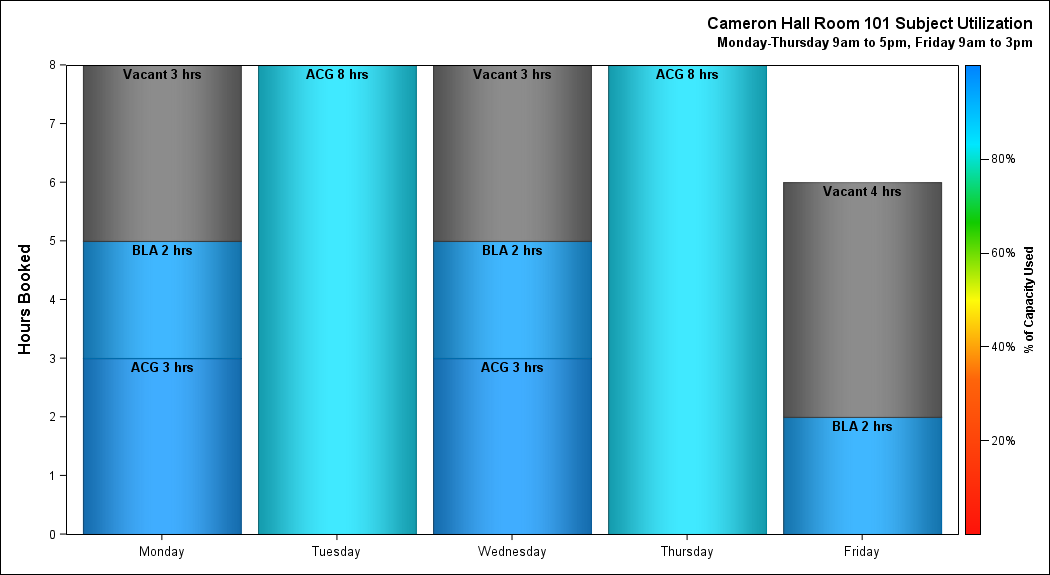 Cameron Hall Room 101 Subject Utilization
Monday-Thursday 9am to 5pm, Friday 9am to 3pm
Hours Booked
8
7
6
5
4
3
2
1
0
Vacant 3 hrs
BLA 2 hrs
ACG 3 hrs
ACG 8 hrs
Vacant 3 hrs
BLA 2 hrs
ACG 3 hrs
ACG 8 hrs
Vacant 4 hrs
BLA 2 hrs
Monday
Tuesday
Wednesday
Thursday
Friday
80%
60%
40%
20%
% of Capacity Used